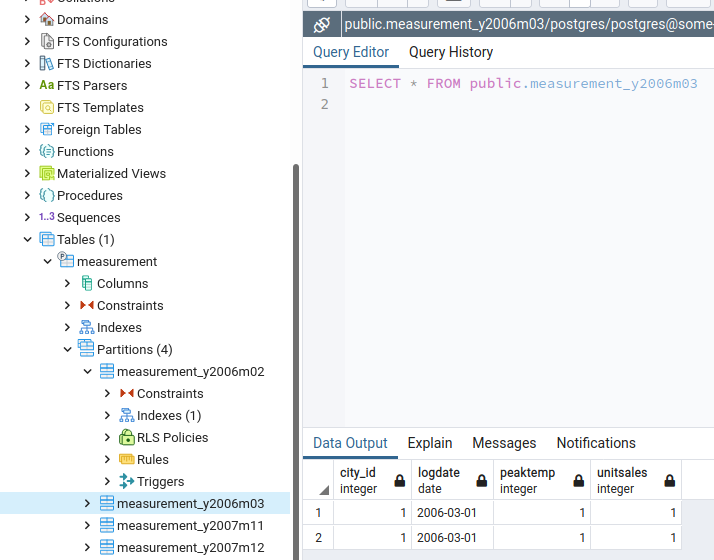 Domains
FTS Configurations
FTS Dictionaries
Aa FTS Parsers
FTS Templates
Foreign Tables
Functions
Materialized Views
Procedures
1..3 Sequences
Tables (1)
measurement
Columns
Constraints
Indexes
Partitions (4)
measurement_y2006m02
Constraints
Indexes (1)
RLS Policies
Rules
Triggers
measurement_y2006m03
measurement_y2007m11
measurement_y2007m12
public.measurement_y2006m03/postgres/postgres@some
Query Editor Query History
1 SELECT * FROM public.measurement_y2006m03
2
Data Output Explain Messages Notifications
city_id logdate peaktemp unitsales
integer date integer integer
1 1 2006-03-01 1 1
2 1 2006-03-01 1 1